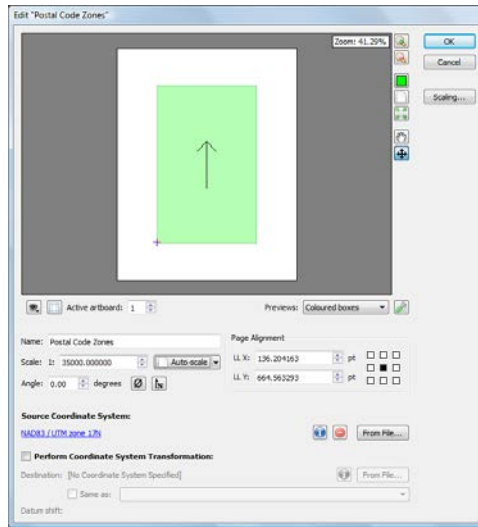 Edit "Postal Code Zones"
Zoom: 41.29%
OK
Cancel
Scaling...
Active artboard: 1
Previews: Coloured boxes
Name: Postal Code Zones
Page Alignment
Scale: 1: 35000.000000 Auto-scale
LL X: 136.204163 pt
Angle: 0.00 degrees
LL Y: 664.563293 pt
Source Coordinate System:
NAD83 / UTM zone 17N
From File...
Perform Coordinate System Transformation:
Destination: [No Coordinate System Specified]
From File...
Same as:
Datum shift: